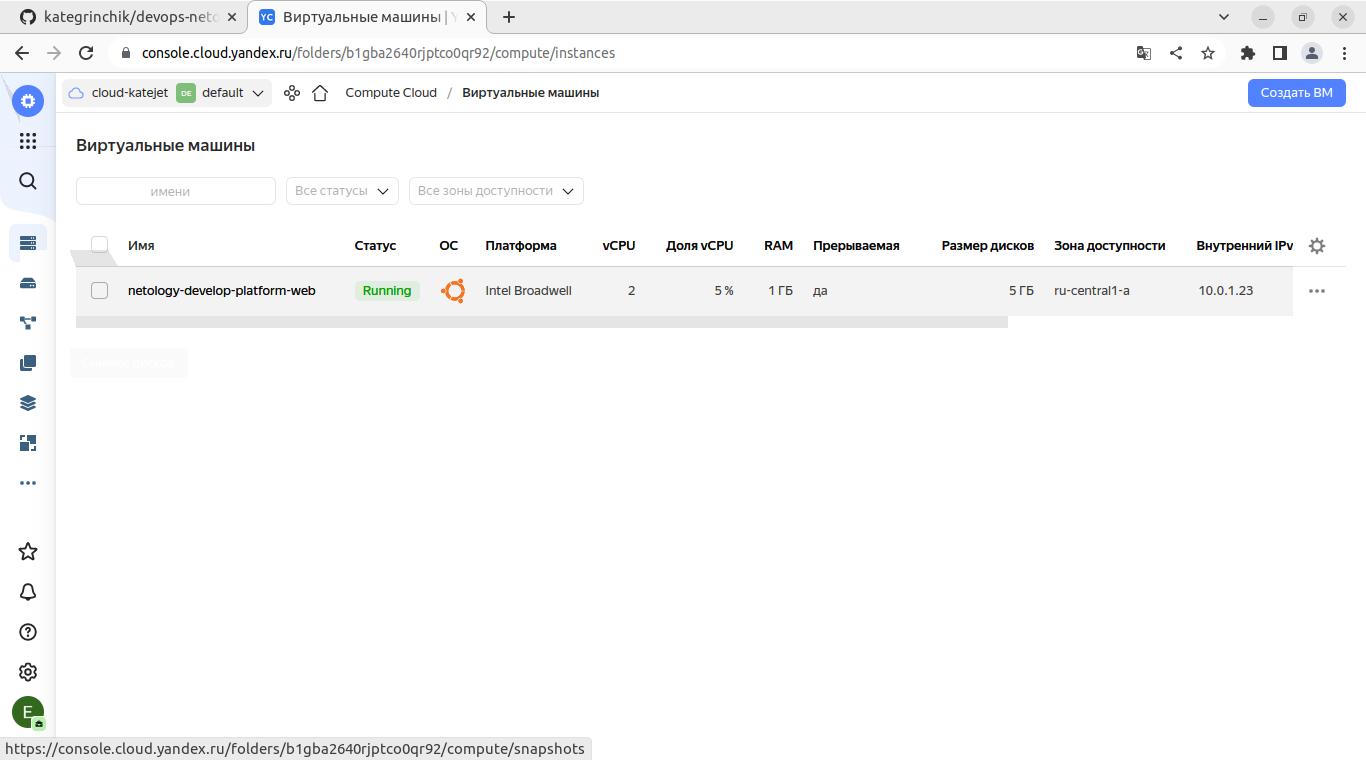 kategrinchik/devops-neto
YC Виртуальные машины |
console.cloud.yandex.ru/folders/b1gba2640rjptco0qr92/compute/instances
cloud-katejet DE default Compute Cloud / Виртуальные машины Создать ВМ
Виртуальные машины
имени Все статусы Все зоны доступности
Имя Статус ОС Платформа vCPU Доля vCPU RAM Прерываемая Размер дисков Зона доступности Внутренний IPv
netology-develop-platform-web Running Intel Broadwell 2 5 % 1 ГБ да 5 ГБ ru-central1-a 10.0.1.23
E
https://console.cloud.yandex.ru/folders/b1gba2640rjptco0qr92/compute/snapshots